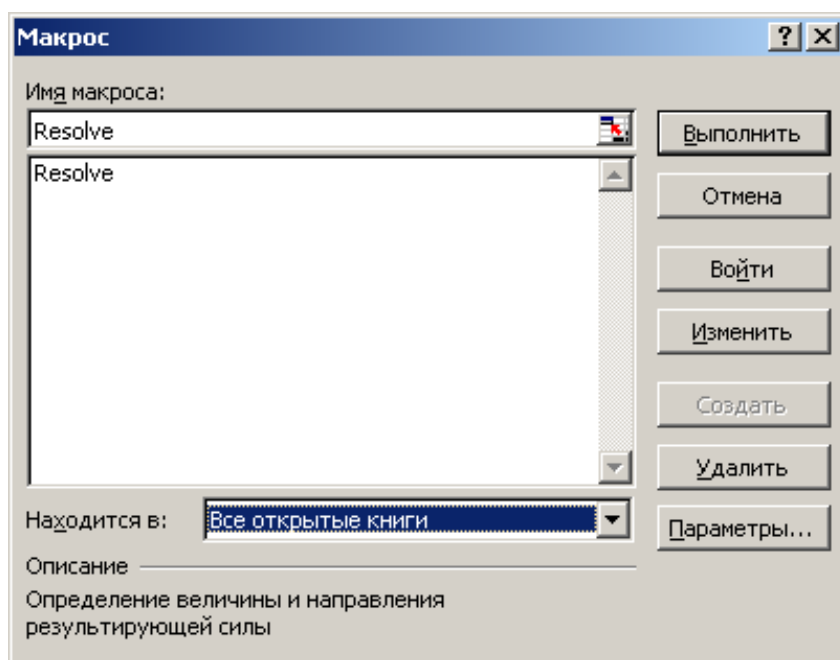 Макрос
Имя макроса:
Resolve
Выполнить
Resolve
Отмена
Войти
Изменить
Создать
Удалить
Находится в: Все открытые книги
Параметры...
Описание
Определение величины и направления
результирующей силы